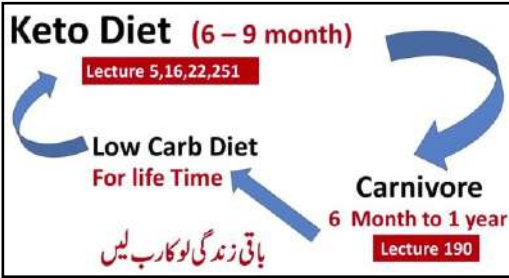 Keto Diet (6 – 9 month)
Lecture 5,16,22,251
Low Carb Diet
For life Time
Carnivore
6 Month to 1 year
Lecture 190
باقی زندگی لو کارب لیں